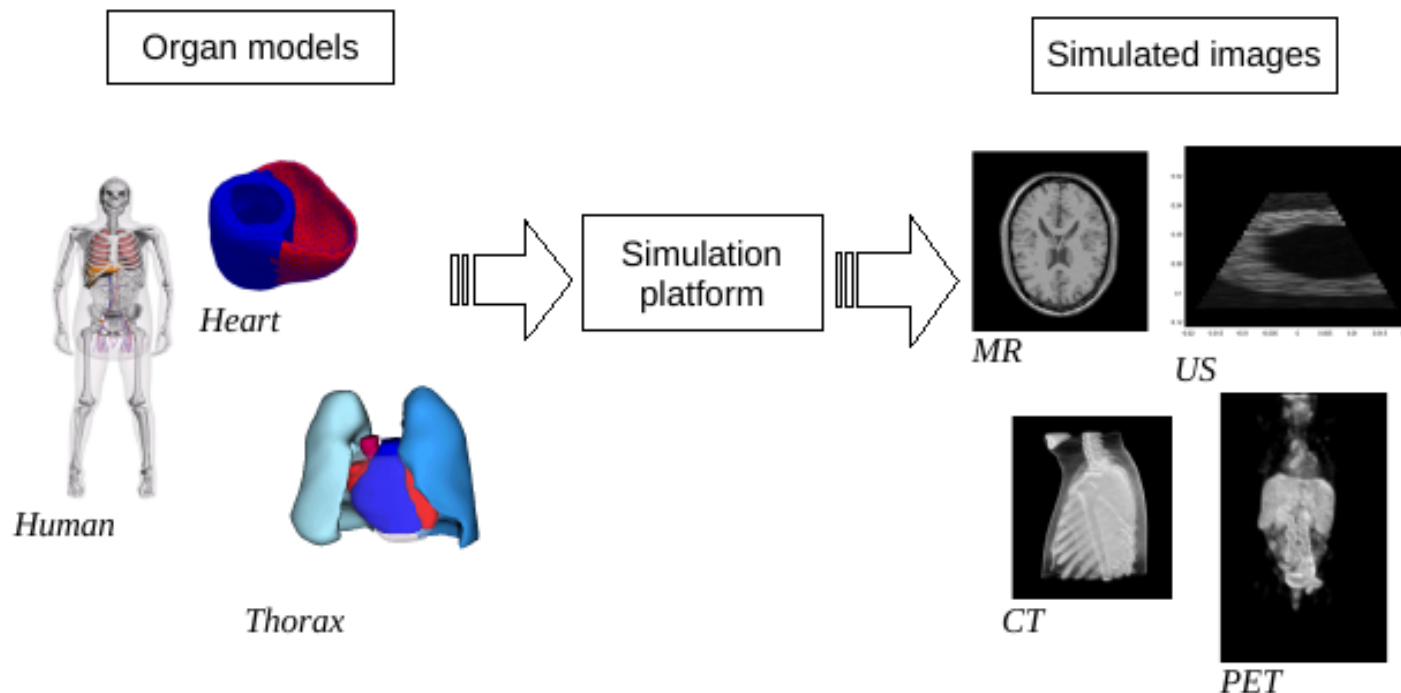 Organ models
Simulated images
Heart
Human
Thorax
Simulation
platform
MR
US
CT
PET